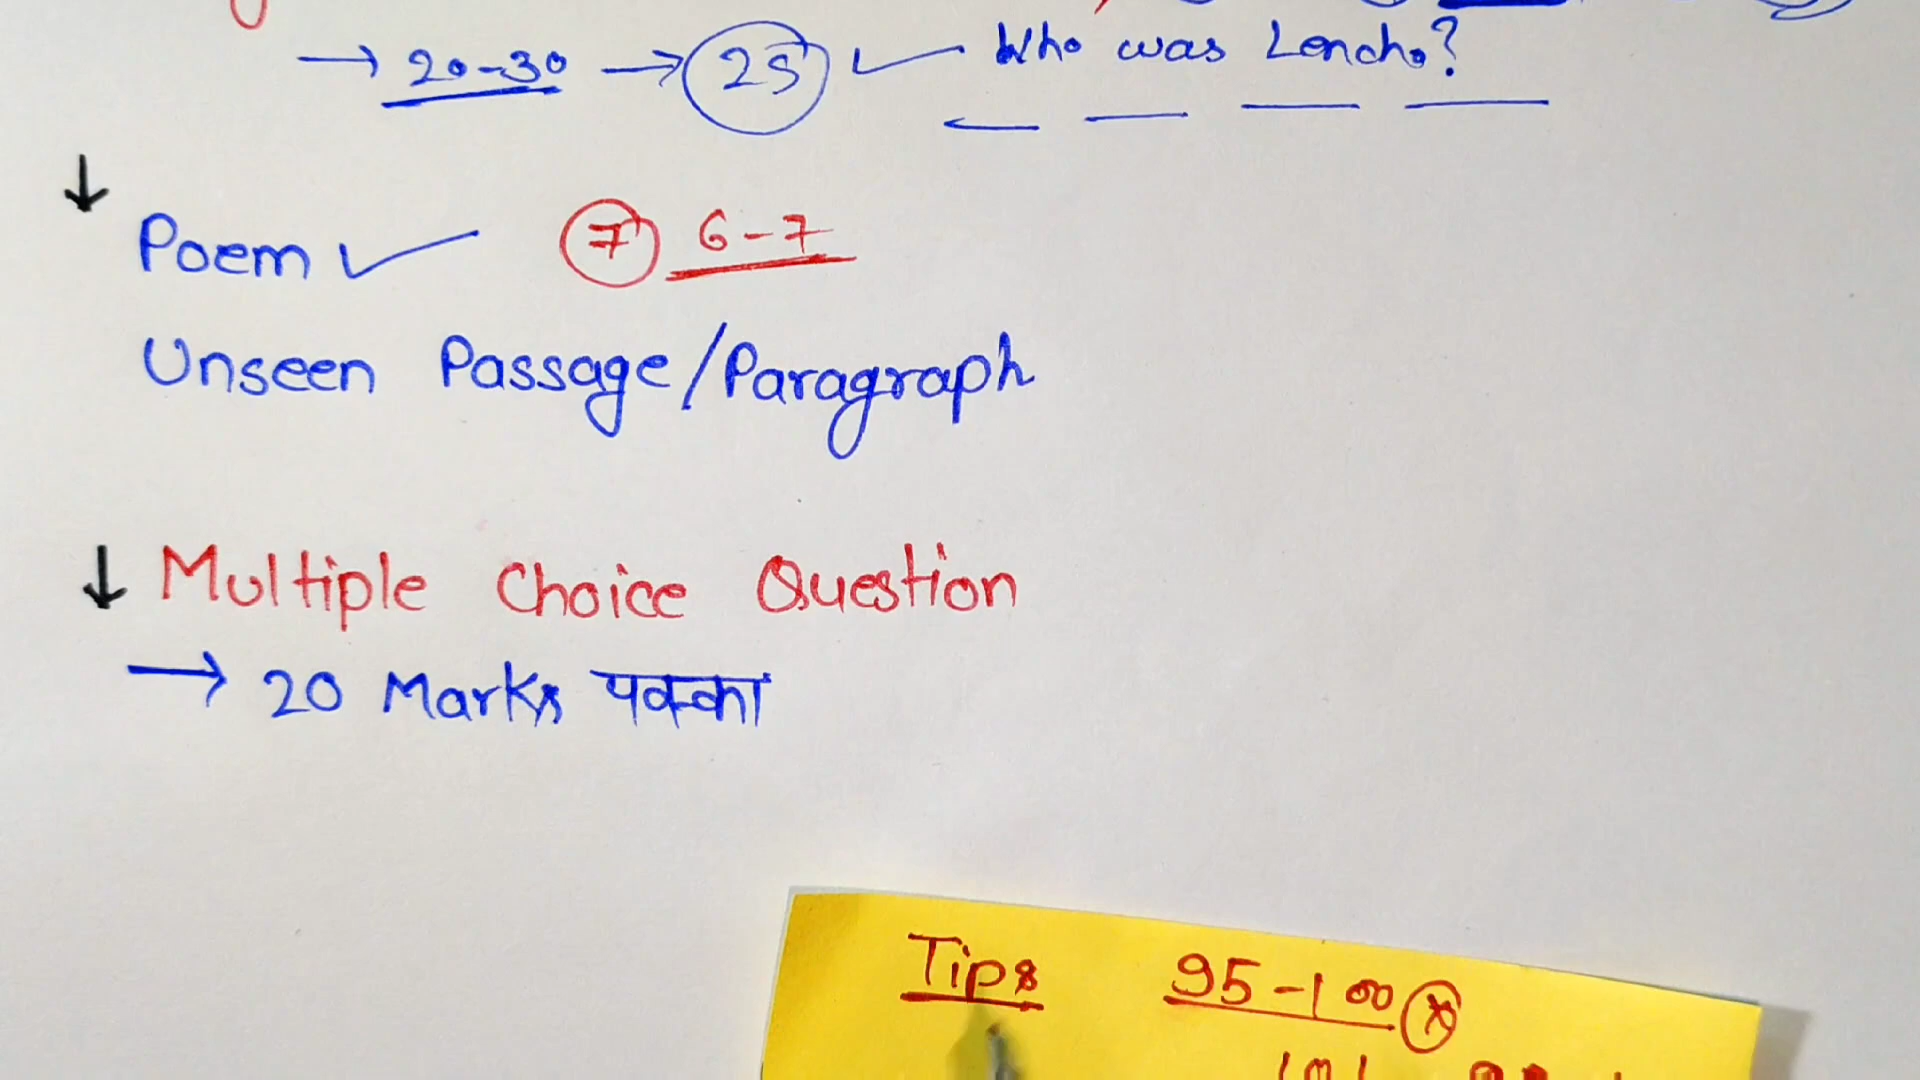 → 20-30 → 25 ✓ Who was Lencho?
↓
Poem ✓ 7 6-7
Unseen Passage/Paragraph
↓ Multiple Choice Question
→ 20 Marks पक्का
Tips 95-100